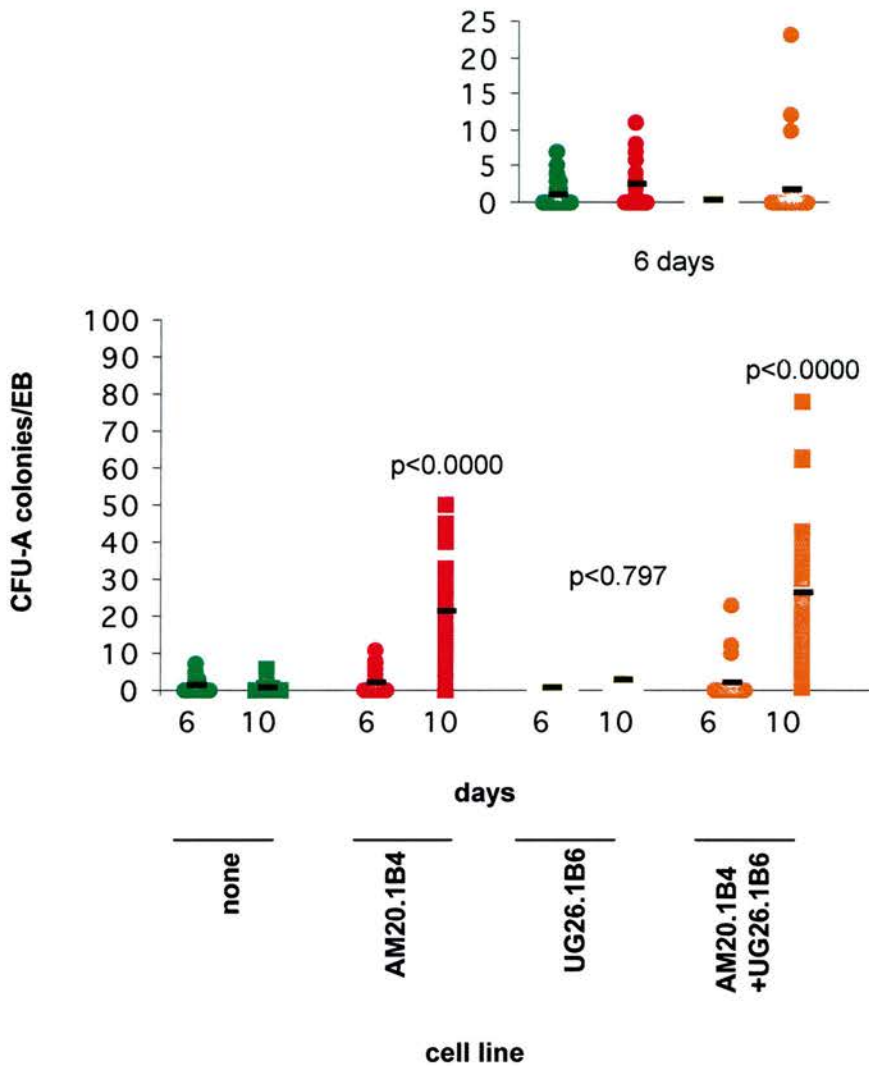 25
20
15
10
5
0
6 days
100
90
80
70
60
50
40
30
20
10
0
CFU-A colonies/EB
p<0.0000
p<0.797
p<0.0000
6 10 6 10 6 10 6 10
days
none
AM20.1B4
UG26.1B6
AM20.1B4
+UG26.1B6
cell line